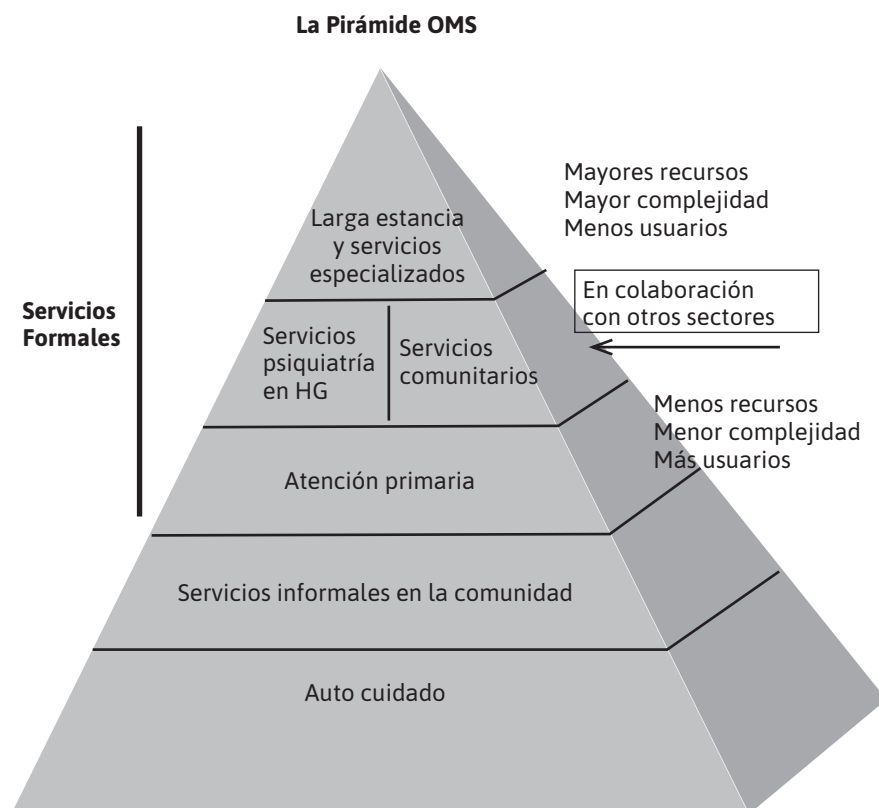 La Pirámide OMS
Mayores recursos
Mayor complejidad
Menos usuarios
Larga estancia
y servicios
especializados
En colaboración
con otros sectores
Servicios
Formales
Servicios
psiquiatría
en HG
Servicios
comunitarios
Menos recursos
Menor complejidad
Más usuarios
Atención primaria
Servicios informales en la comunidad
Auto cuidado